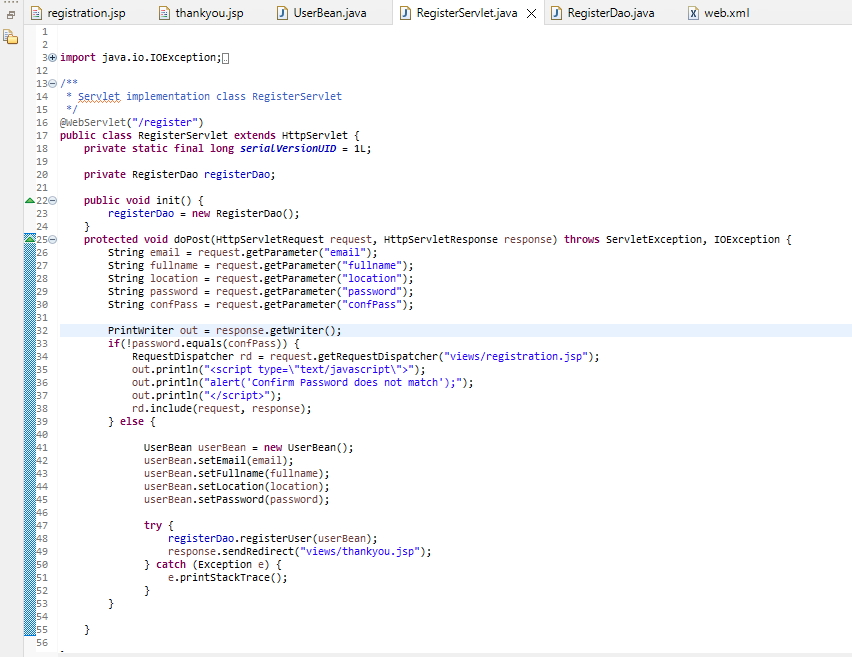 registration.jsp thankyou.jsp UserBean.java RegisterServlet.java RegisterDao.java web.xml
1
2
3 import java.io.IOException;
12
13 /**
14 * Servlet implementation class RegisterServlet
15 */
16 @WebServlet("/register")
17 public class RegisterServlet extends HttpServlet {
18 private static final long serialVersionUID = 1L;
19
20 private RegisterDao registerDao;
21
22 public void init() {
23 registerDao = new RegisterDao();
24 }
25 protected void doPost(HttpServletRequest request, HttpServletResponse response) throws ServletException, IOException {
26 String email = request.getParameter("email");
27 String fullname = request.getParameter("fullname");
28 String location = request.getParameter("location");
29 String password = request.getParameter("password");
30 String confPass = request.getParameter("confPass");
31
32 PrintWriter out = response.getWriter();
33 if(!password.equals(confPass)) {
34 RequestDispatcher rd = request.getRequestDispatcher("views/registration.jsp");
35 out.println("<script type=\"text/javascript\">");
36 out.println("alert('Confirm Password does not match');");
37 out.println("</script>");
38 rd.include(request, response);
39 } else {
40
41 UserBean userBean = new UserBean();
42 userBean.setEmail(email);
43 userBean.setFullname(fullname);
44 userBean.setLocation(location);
45 userBean.setPassword(password);
46
47 try {
48 registerDao.registerUser(userBean);
49 response.sendRedirect("views/thankyou.jsp");
50 } catch (Exception e) {
51 e.printStackTrace();
52 }
53 }
54
55 }
56